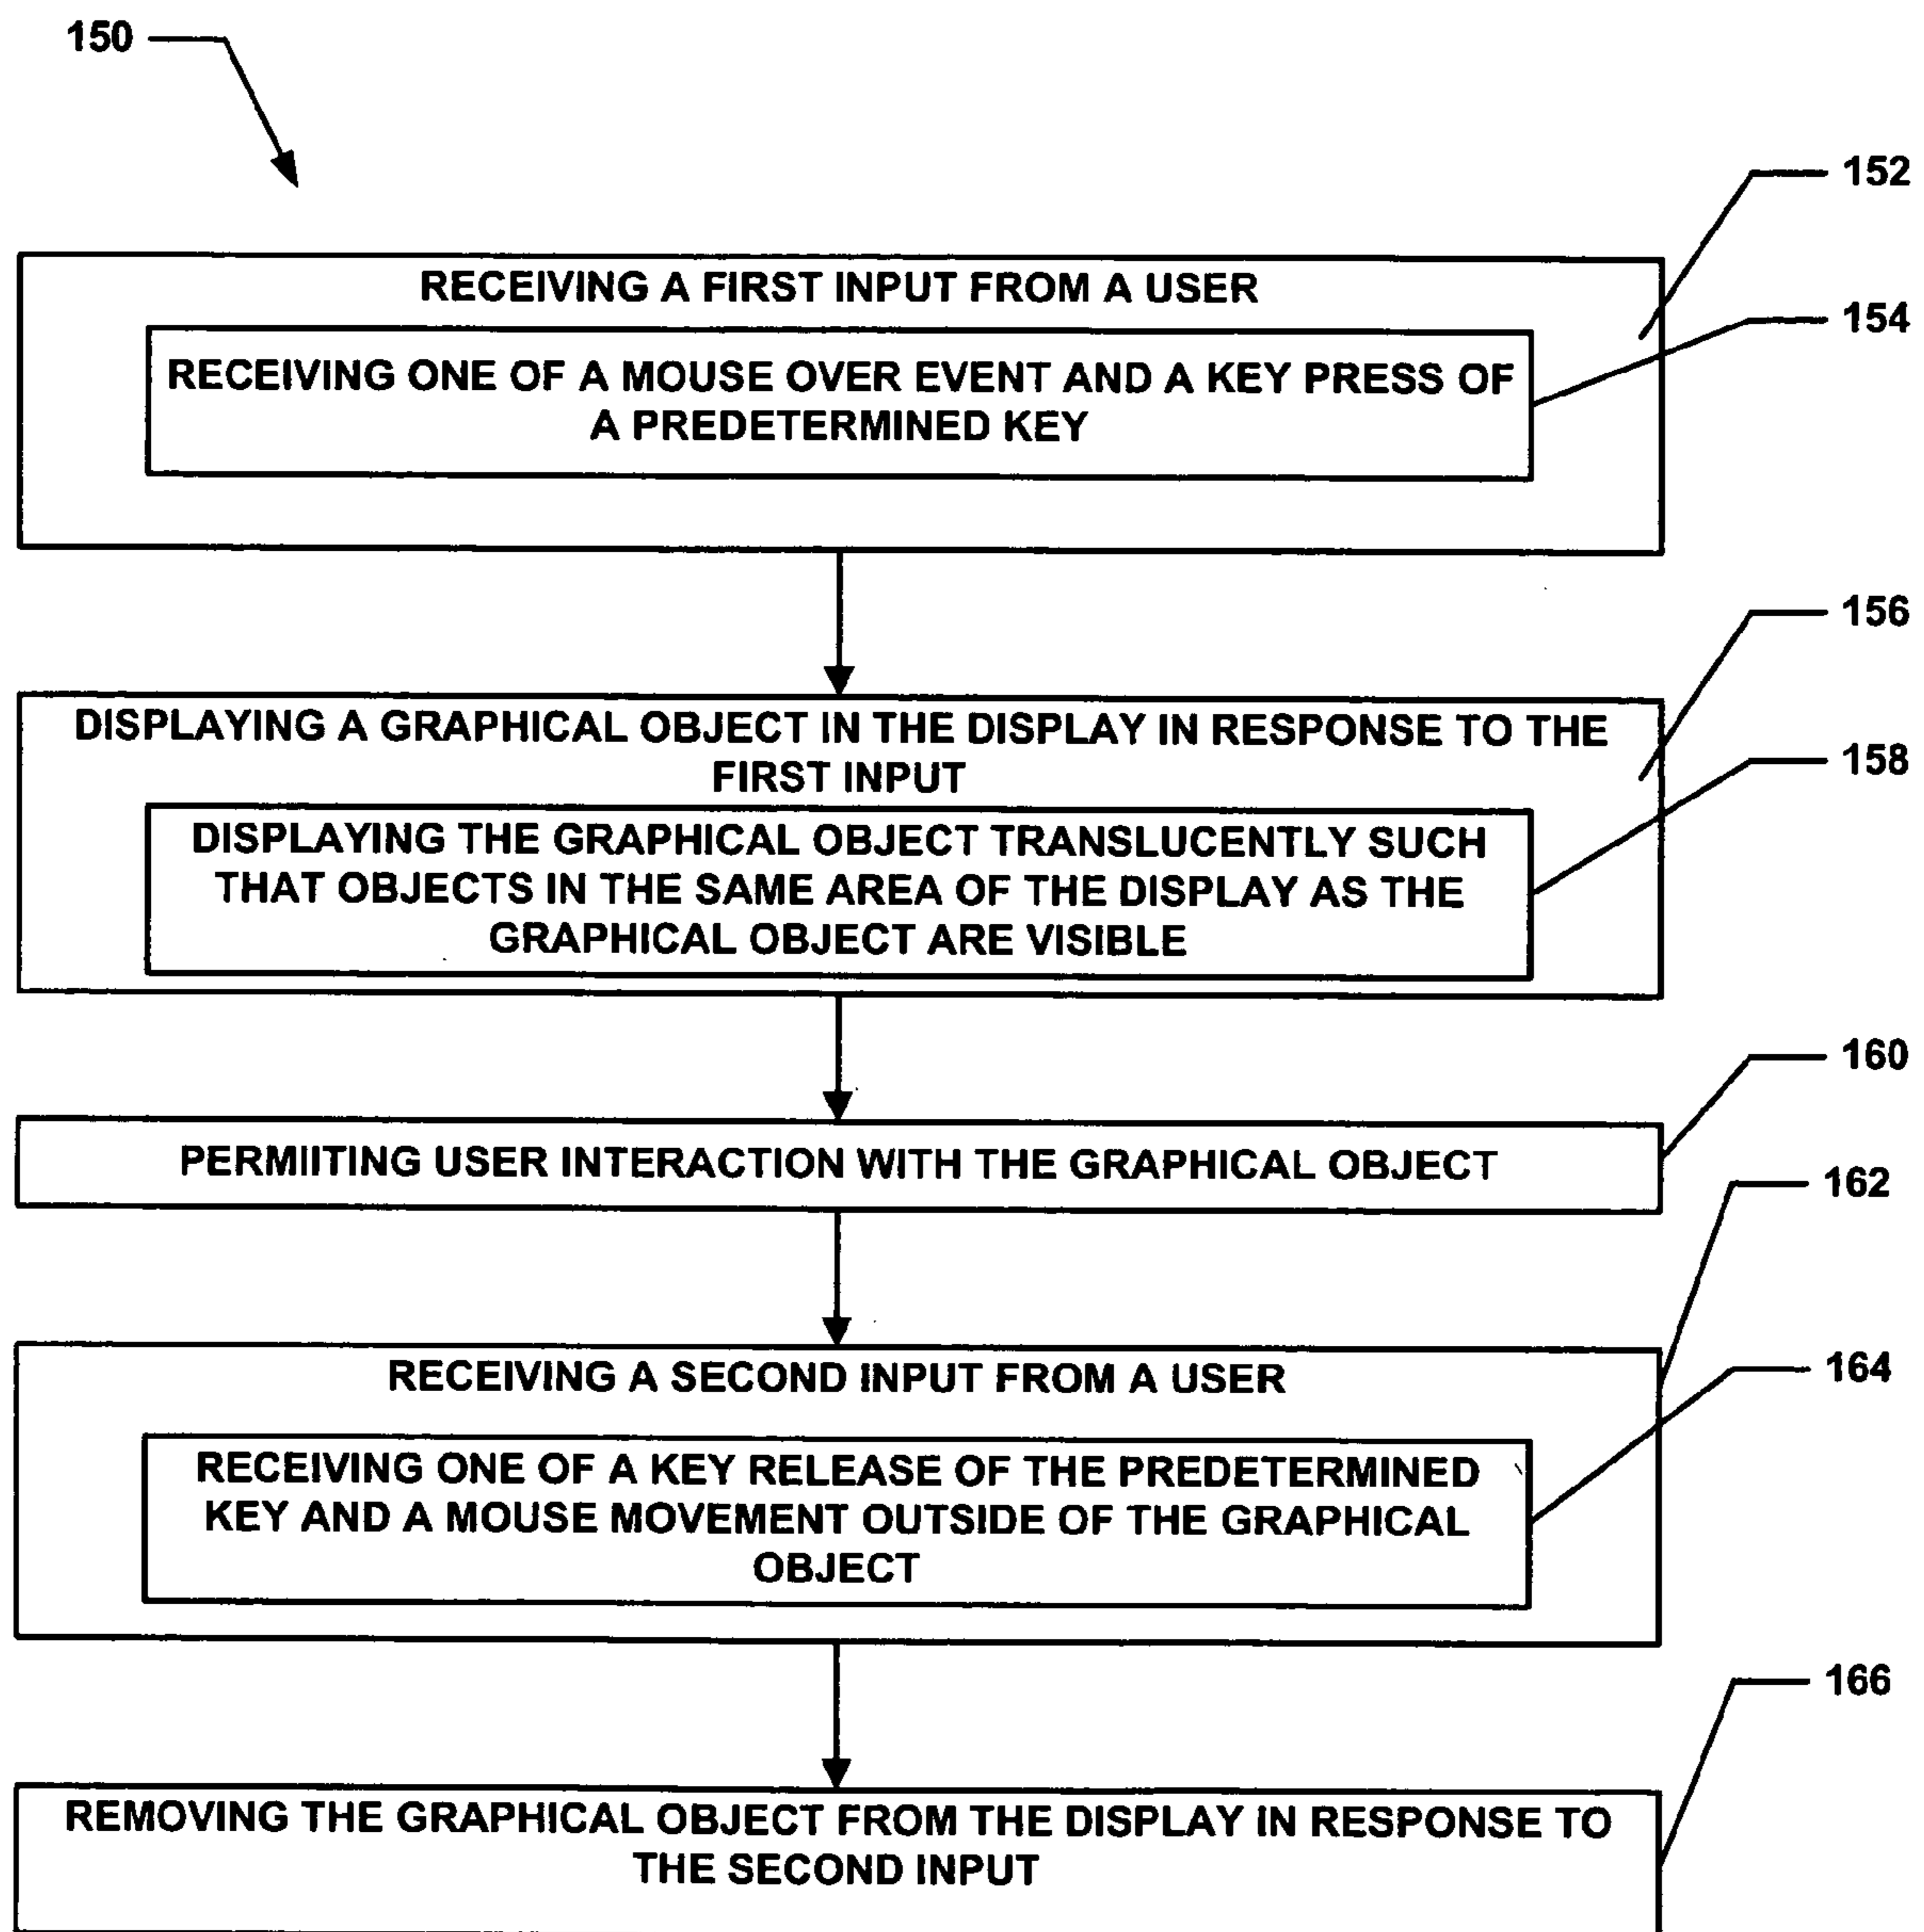 150
152
RECEIVING A FIRST INPUT FROM A USER
154
RECEIVING ONE OF A MOUSE OVER EVENT AND A KEY PRESS OF
A PREDETERMINED KEY
156
DISPLAYING A GRAPHICAL OBJECT IN THE DISPLAY IN RESPONSE TO THE
FIRST INPUT
158
DISPLAYING THE GRAPHICAL OBJECT TRANSLUCENTLY SUCH
THAT OBJECTS IN THE SAME AREA OF THE DISPLAY AS THE
GRAPHICAL OBJECT ARE VISIBLE
160
PERMIITING USER INTERACTION WITH THE GRAPHICAL OBJECT
162
RECEIVING A SECOND INPUT FROM A USER
164
RECEIVING ONE OF A KEY RELEASE OF THE PREDETERMINED
KEY AND A MOUSE MOVEMENT OUTSIDE OF THE GRAPHICAL
OBJECT
166
REMOVING THE GRAPHICAL OBJECT FROM THE DISPLAY IN RESPONSE TO
THE SECOND INPUT